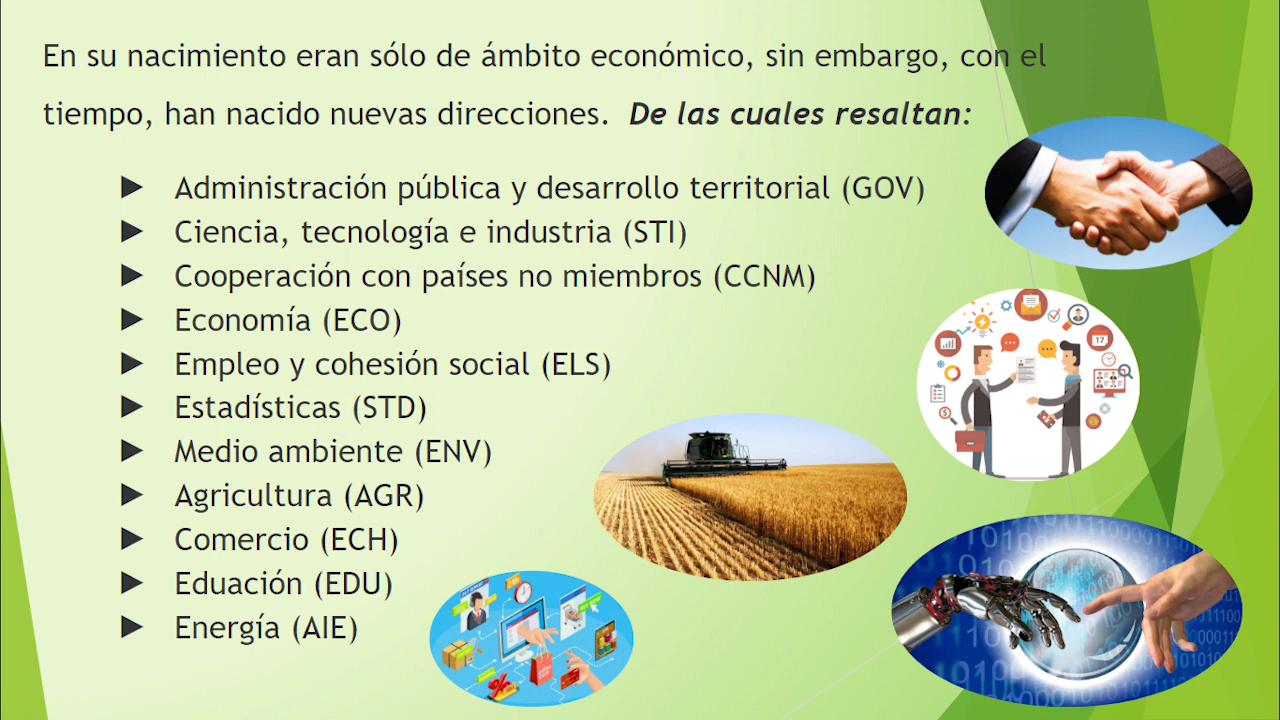 En su nacimiento eran sólo de ámbito económico, sin embargo, con el
tiempo, han nacido nuevas direcciones. De las cuales resaltan:
Administración pública y desarrollo territorial (GOV)
Ciencia, tecnología e industria (STI)
Cooperación con países no miembros (CCNM)
Economía (ECO)
Empleo y cohesión social (ELS)
Estadísticas (STD)
Medio ambiente (ENV)
Agricultura (AGR)
Comercio (ECH)
Eduación (EDU)
Energía (AIE)
17
24h